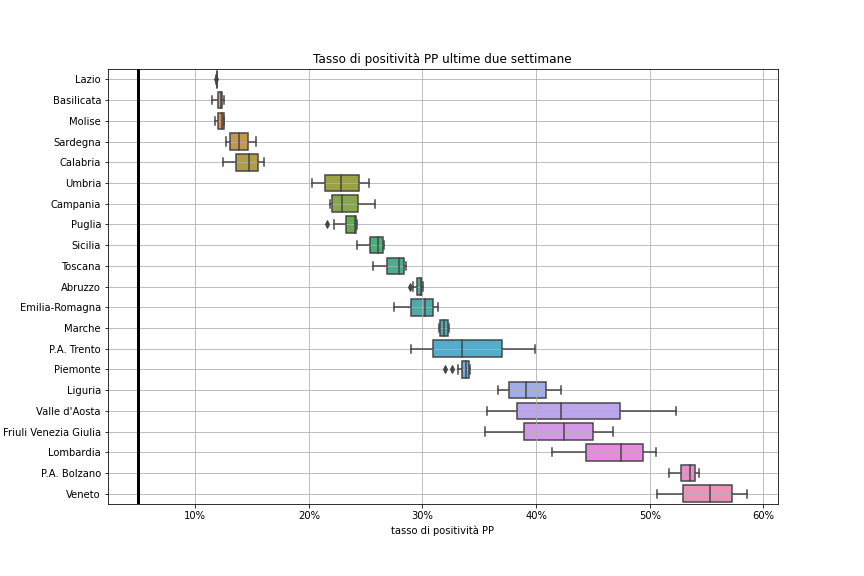 Tasso di positività PP ultime due settimane
Lazio
Basilicata
Molise
Sardegna
Calabria
Umbria
Campania
Puglia
Sicilia
Toscana
Abruzzo
Emilia-Romagna
Marche
P.A. Trento
Piemonte
Liguria
Valle d'Aosta
Friuli Venezia Giulia
Lombardia
P.A. Bolzano
Veneto
10% 20% 30% 40% 50% 60%
tasso di positività PP